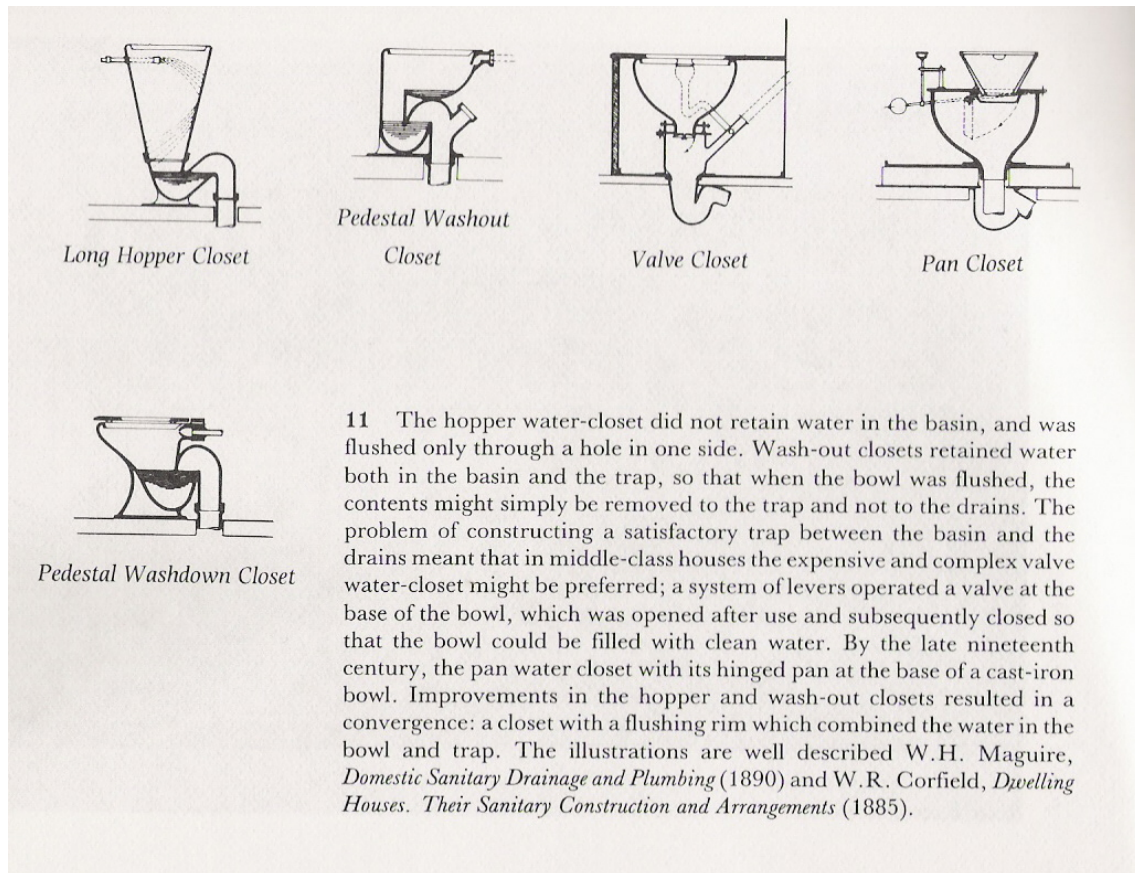 Long Hopper Closet
Pedestal Washout
Closet
Valve Closet
Pan Closet
Pedestal Washdown Closet
11 The hopper water-closet did not retain water in the basin, and was
flushed only through a hole in one side. Wash-out closets retained water
both in the basin and the trap, so that when the bowl was flushed, the
contents might simply be removed to the trap and not to the drains. The
problem of constructing a satisfactory trap between the basin and the
drains meant that in middle-class houses the expensive and complex valve
water-closet might be preferred; a system of levers operated a valve at the
base of the bowl, which was opened after use and subsequently closed so
that the bowl could be filled with clean water. By the late nineteenth
century, the pan water closet with its hinged pan at the base of a cast-iron
bowl. Improvements in the hopper and wash-out closets resulted in a
convergence: a closet with a flushing rim which combined the water in the
bowl and trap. The illustrations are well described W.H. Maguire,
Domestic Sanitary Drainage and Plumbing (1890) and W.R. Corfield, Dwelling
Houses. Their Sanitary Construction and Arrangements (1885).